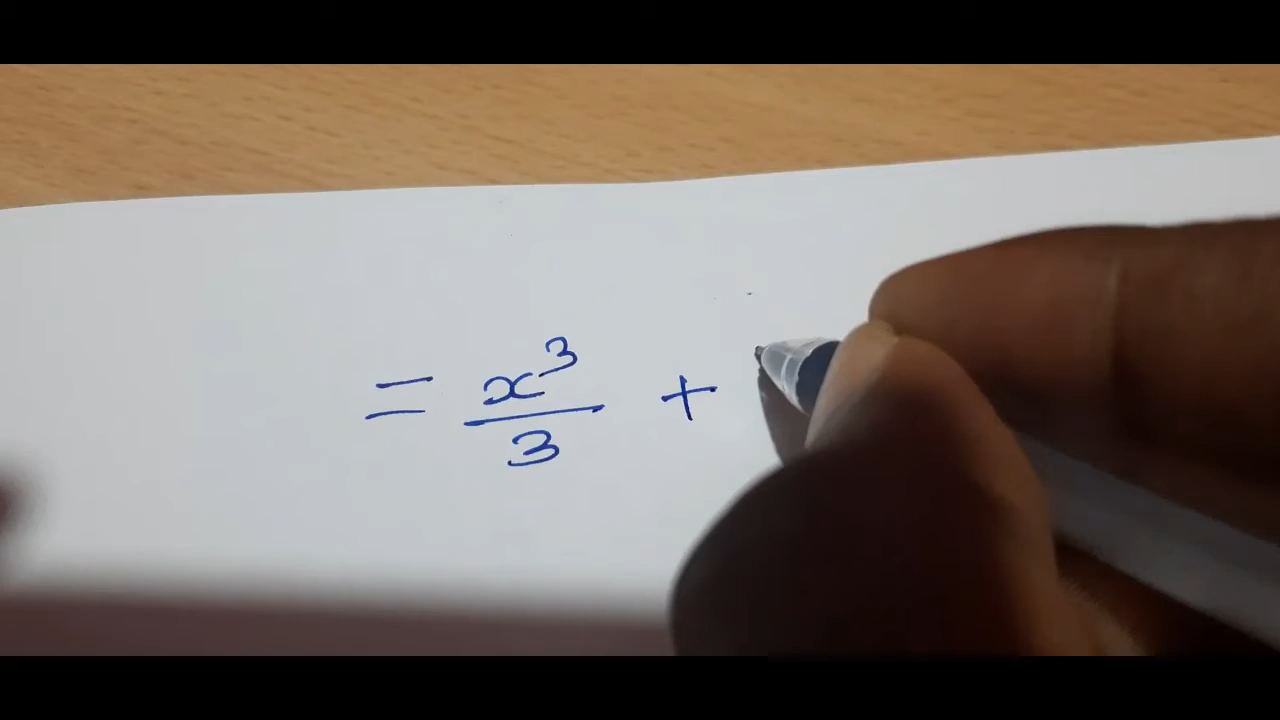 = x³/3 +